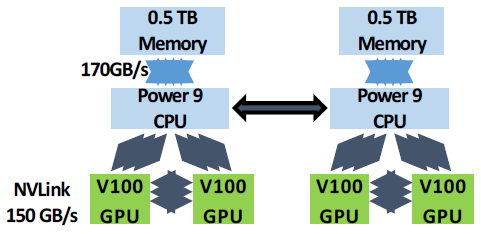 0.5 TB
Memory
0.5 TB
Memory
170GB/s
Power 9
CPU
Power 9
CPU
NVLink
150 GB/s
V100
GPU
V100
GPU
V100
GPU
V100
GPU